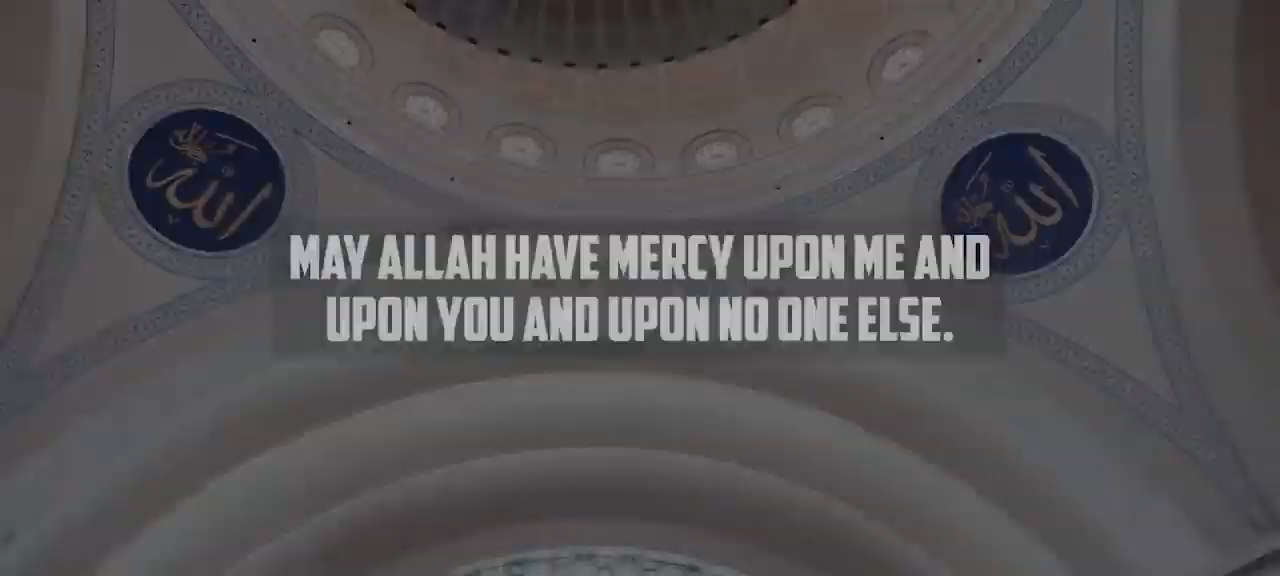 MAY ALLAH HAVE MERCY UPON ME AND
UPON YOU AND UPON NO ONE ELSE.
الله
الله